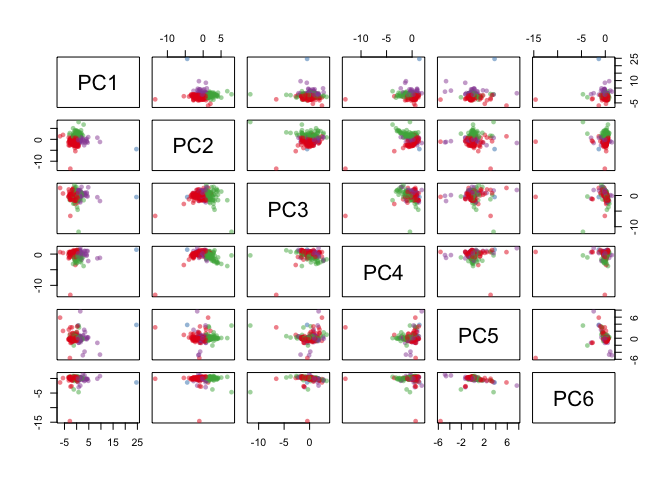 -10 0 5
-10 -5 0
-15 -5 0
PC1
-5 5 15 25
-10 0
PC2
PC3
-10 0
-10 0
PC4
PC5
-6 -2 2 6
-15 -5
PC6
-5 5 15 25
-10 -5 0
-6 -2 2 6